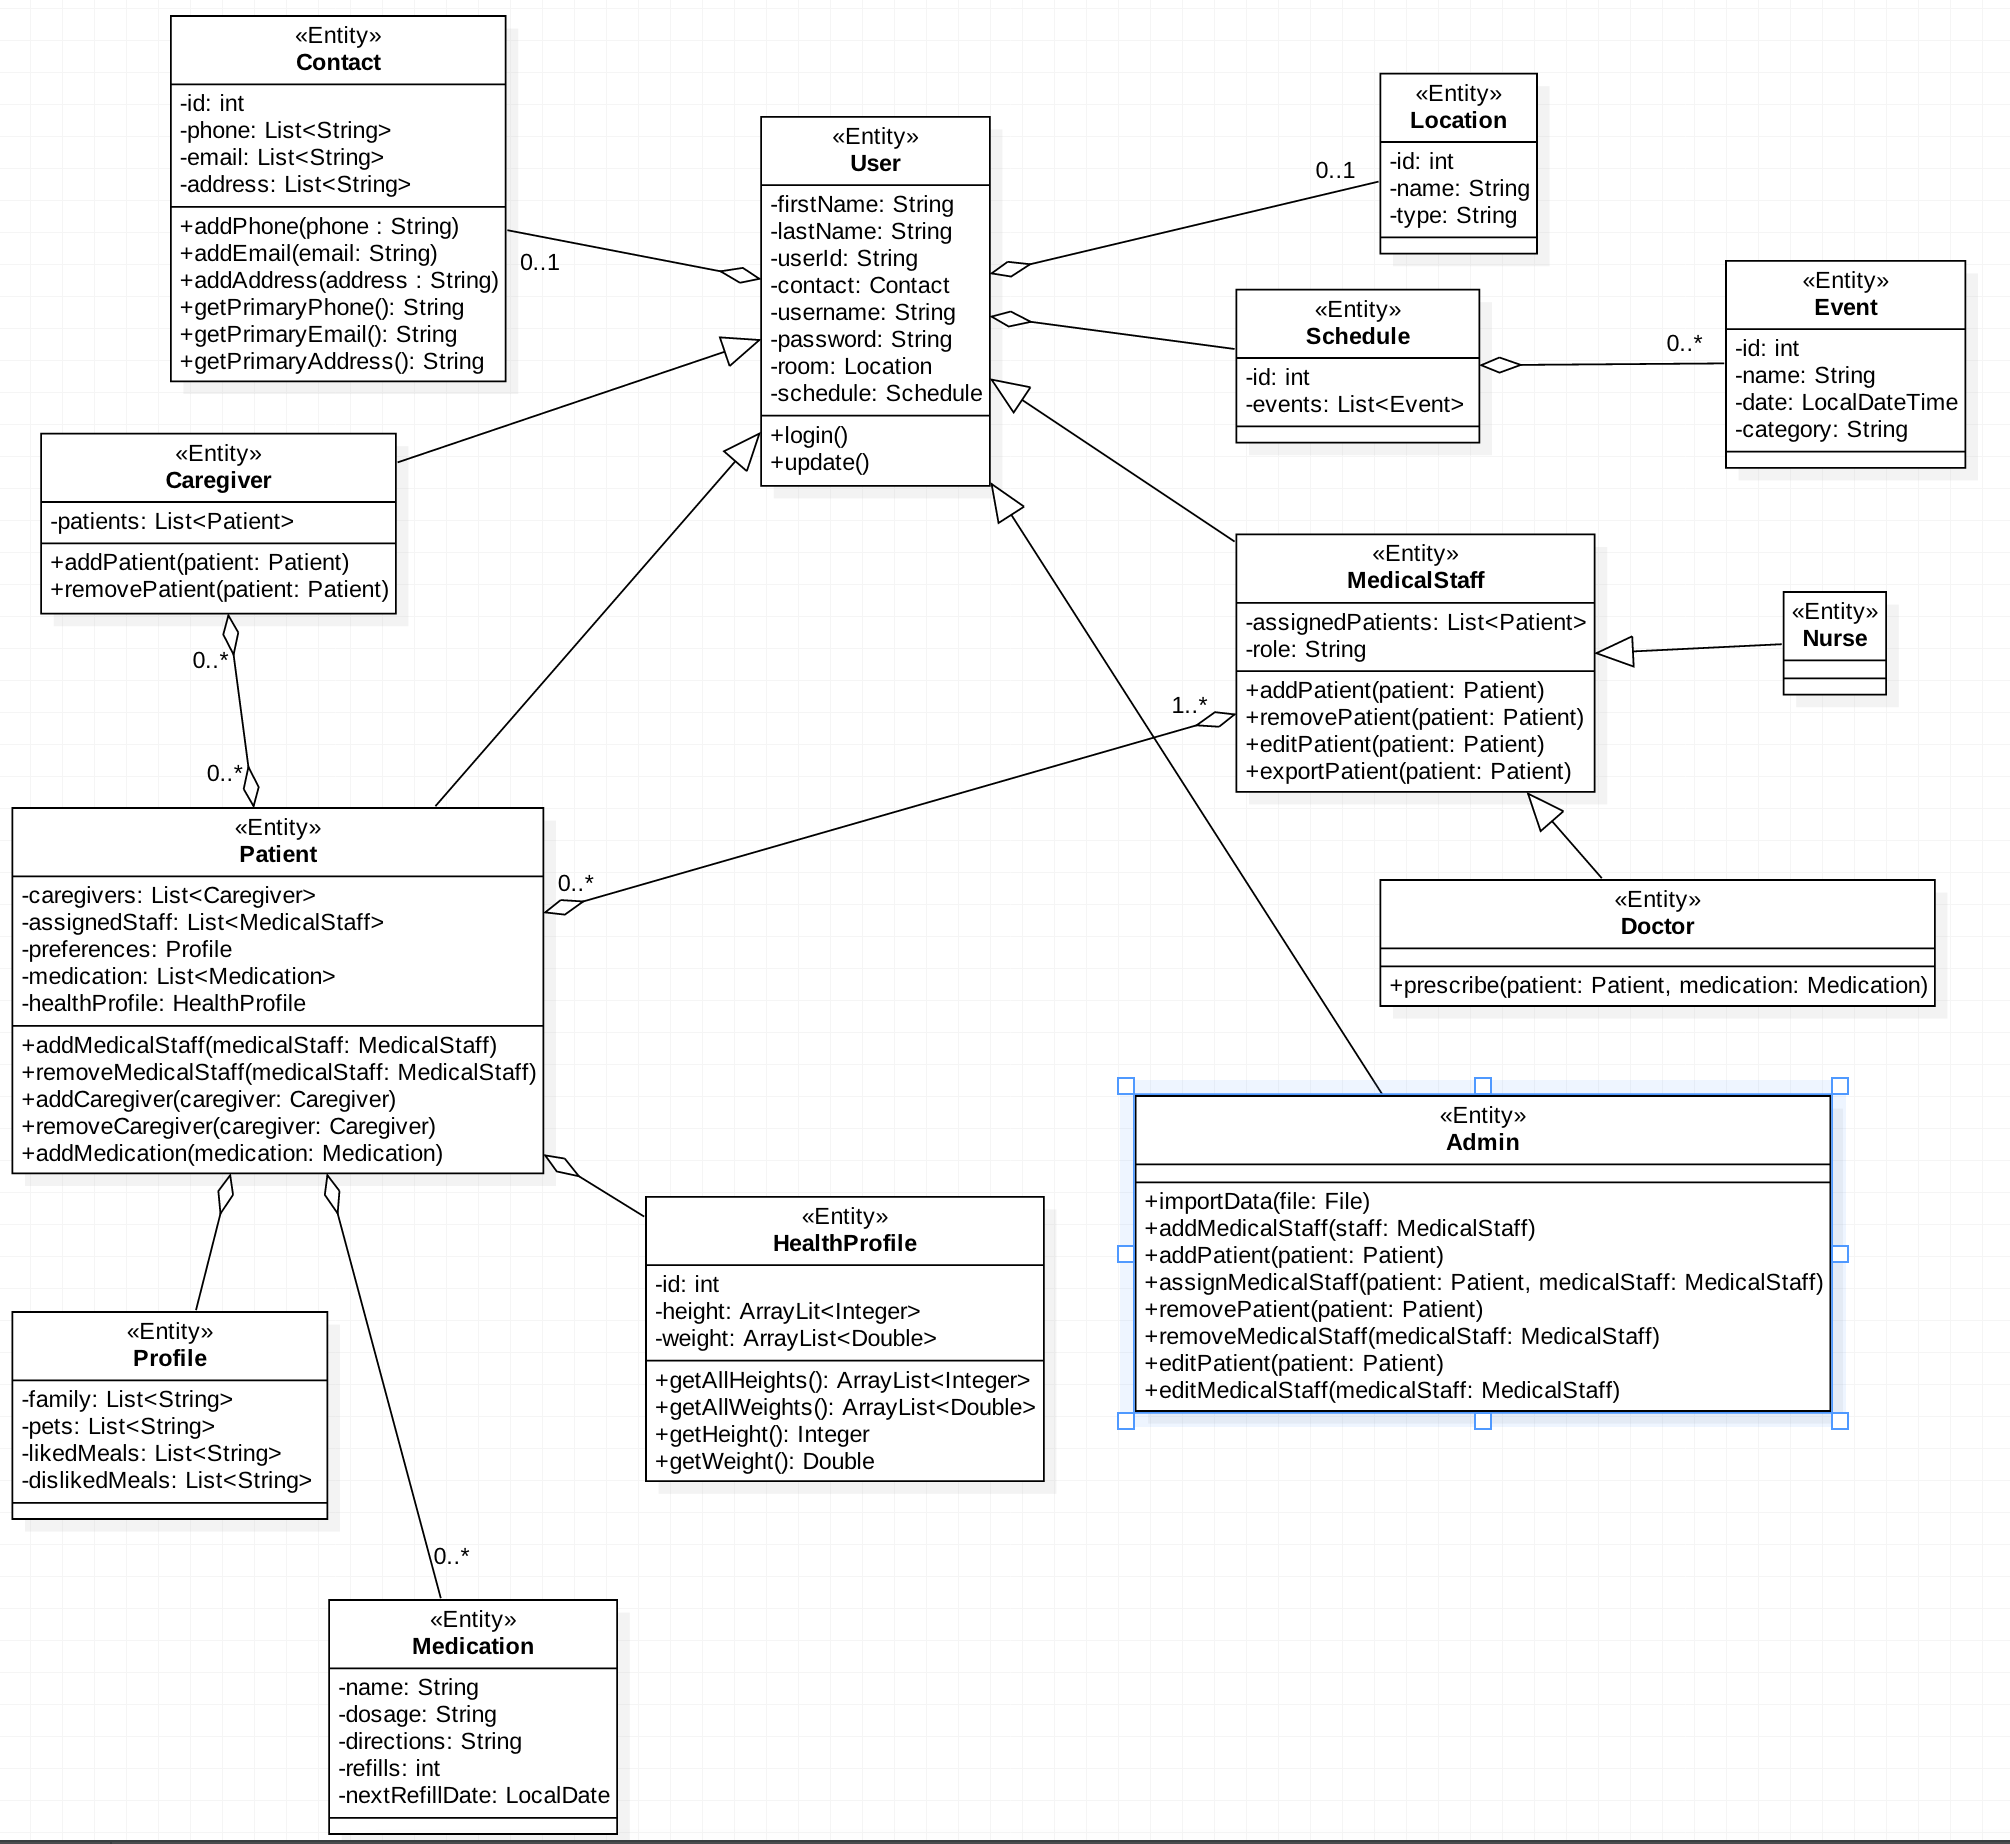 «Entity»
Contact
-id: int
-phone: List<String>
-email: List<String>
-address: List<String>
+addPhone(phone : String)
+addEmail(email: String)
+addAddress(address : String)
+getPrimaryPhone(): String
+getPrimaryEmail(): String
+getPrimaryAddress(): String
0..1
«Entity»
User
-firstName: String
-lastName: String
-userId: String
-contact: Contact
-username: String
-password: String
-room: Location
-schedule: Schedule
+login()
+update()
0..1
«Entity»
Location
-id: int
-name: String
-type: String
«Entity»
Schedule
-id: int
-events: List<Event>
0..*
«Entity»
Event
-id: int
-name: String
-date: LocalDateTime
-category: String
«Entity»
Caregiver
-patients: List<Patient>
+addPatient(patient: Patient)
+removePatient(patient: Patient)
0..*
0..*
«Entity»
MedicalStaff
-assignedPatients: List<Patient>
-role: String
+addPatient(patient: Patient)
+removePatient(patient: Patient)
+editPatient(patient: Patient)
+exportPatient(patient: Patient)
1..*
0..*
«Entity»
Nurse
«Entity»
Patient
-caregivers: List<Caregiver>
-assignedStaff: List<MedicalStaff>
-preferences: Profile
-medication: List<Medication>
-healthProfile: HealthProfile
+addMedicalStaff(medicalStaff: MedicalStaff)
+removeMedicalStaff(medicalStaff: MedicalStaff)
+addCaregiver(caregiver: Caregiver)
+removeCaregiver(caregiver: Caregiver)
+addMedication(medication: Medication)
«Entity»
Doctor
+prescribe(patient: Patient, medication: Medication)
«Entity»
Admin
+importData(file: File)
+addMedicalStaff(staff: MedicalStaff)
+addPatient(patient: Patient)
+assignMedicalStaff(patient: Patient, medicalStaff: MedicalStaff)
+removePatient(patient: Patient)
+removeMedicalStaff(medicalStaff: MedicalStaff)
+editPatient(patient: Patient)
+editMedicalStaff(medicalStaff: MedicalStaff)
«Entity»
HealthProfile
-id: int
-height: ArrayLit<Integer>
-weight: ArrayList<Double>
+getAllHeights(): ArrayList<Integer>
+getAllWeights(): ArrayList<Double>
+getHeight(): Integer
+getWeight(): Double
«Entity»
Profile
-family: List<String>
-pets: List<String>
-likedMeals: List<String>
-dislikedMeals: List<String>
0..*
«Entity»
Medication
-name: String
-dosage: String
-directions: String
-refills: int
-nextRefillDate: LocalDate